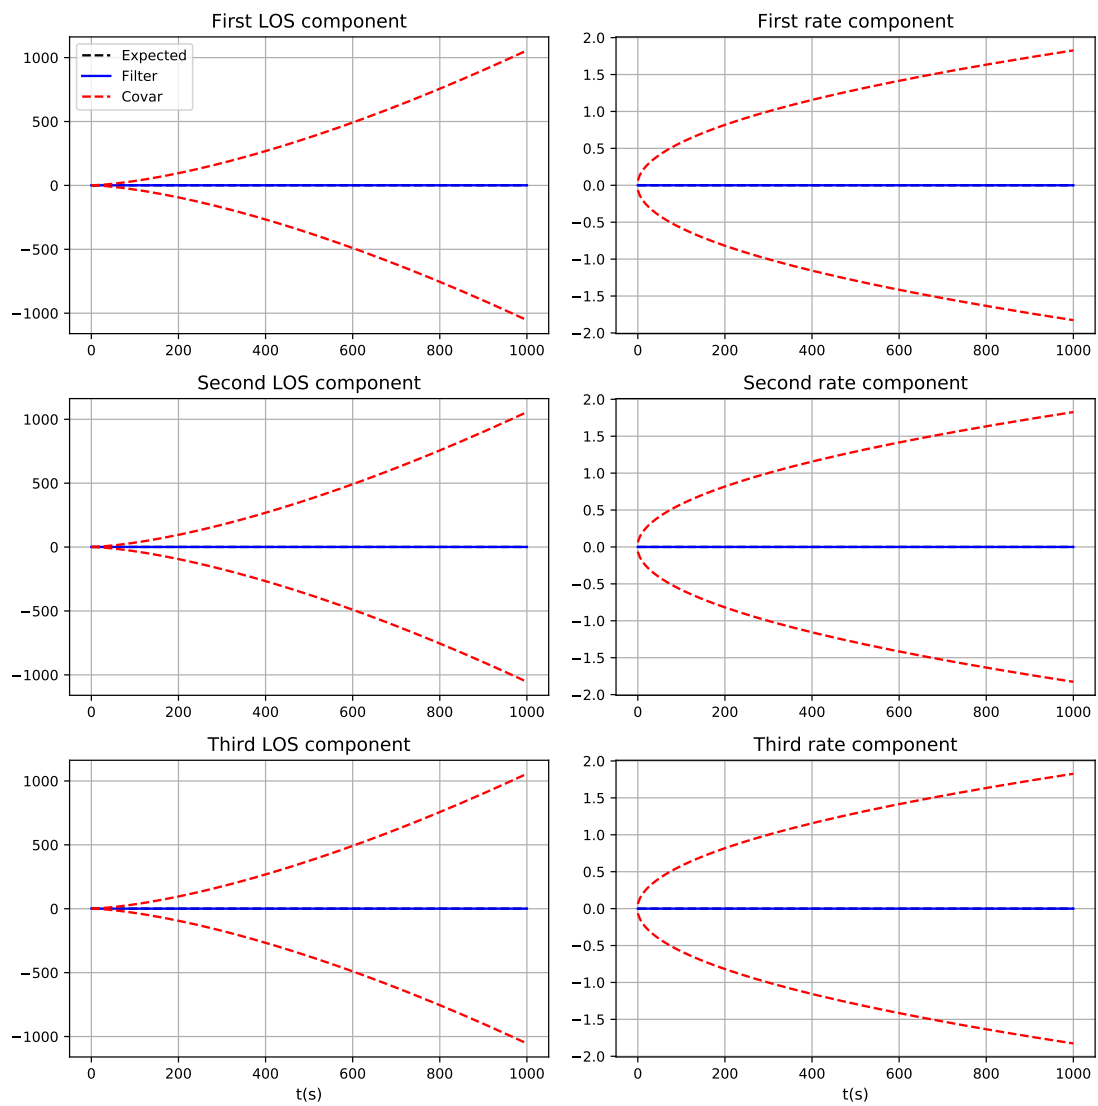 First LOS component
1000
500
0
−500
−1000
0 200 400 600 800 1000
Expected
Filter
Covar
First rate component
2.0
1.5
1.0
0.5
0.0
−0.5
−1.0
−1.5
−2.0
0 200 400 600 800 1000
Second LOS component
1000
500
0
−500
−1000
0 200 400 600 800 1000
Second rate component
2.0
1.5
1.0
0.5
0.0
−0.5
−1.0
−1.5
−2.0
0 200 400 600 800 1000
Third LOS component
1000
500
0
−500
−1000
0 200 400 600 800 1000
t(s)
Third rate component
2.0
1.5
1.0
0.5
0.0
−0.5
−1.0
−1.5
−2.0
0 200 400 600 800 1000
t(s)